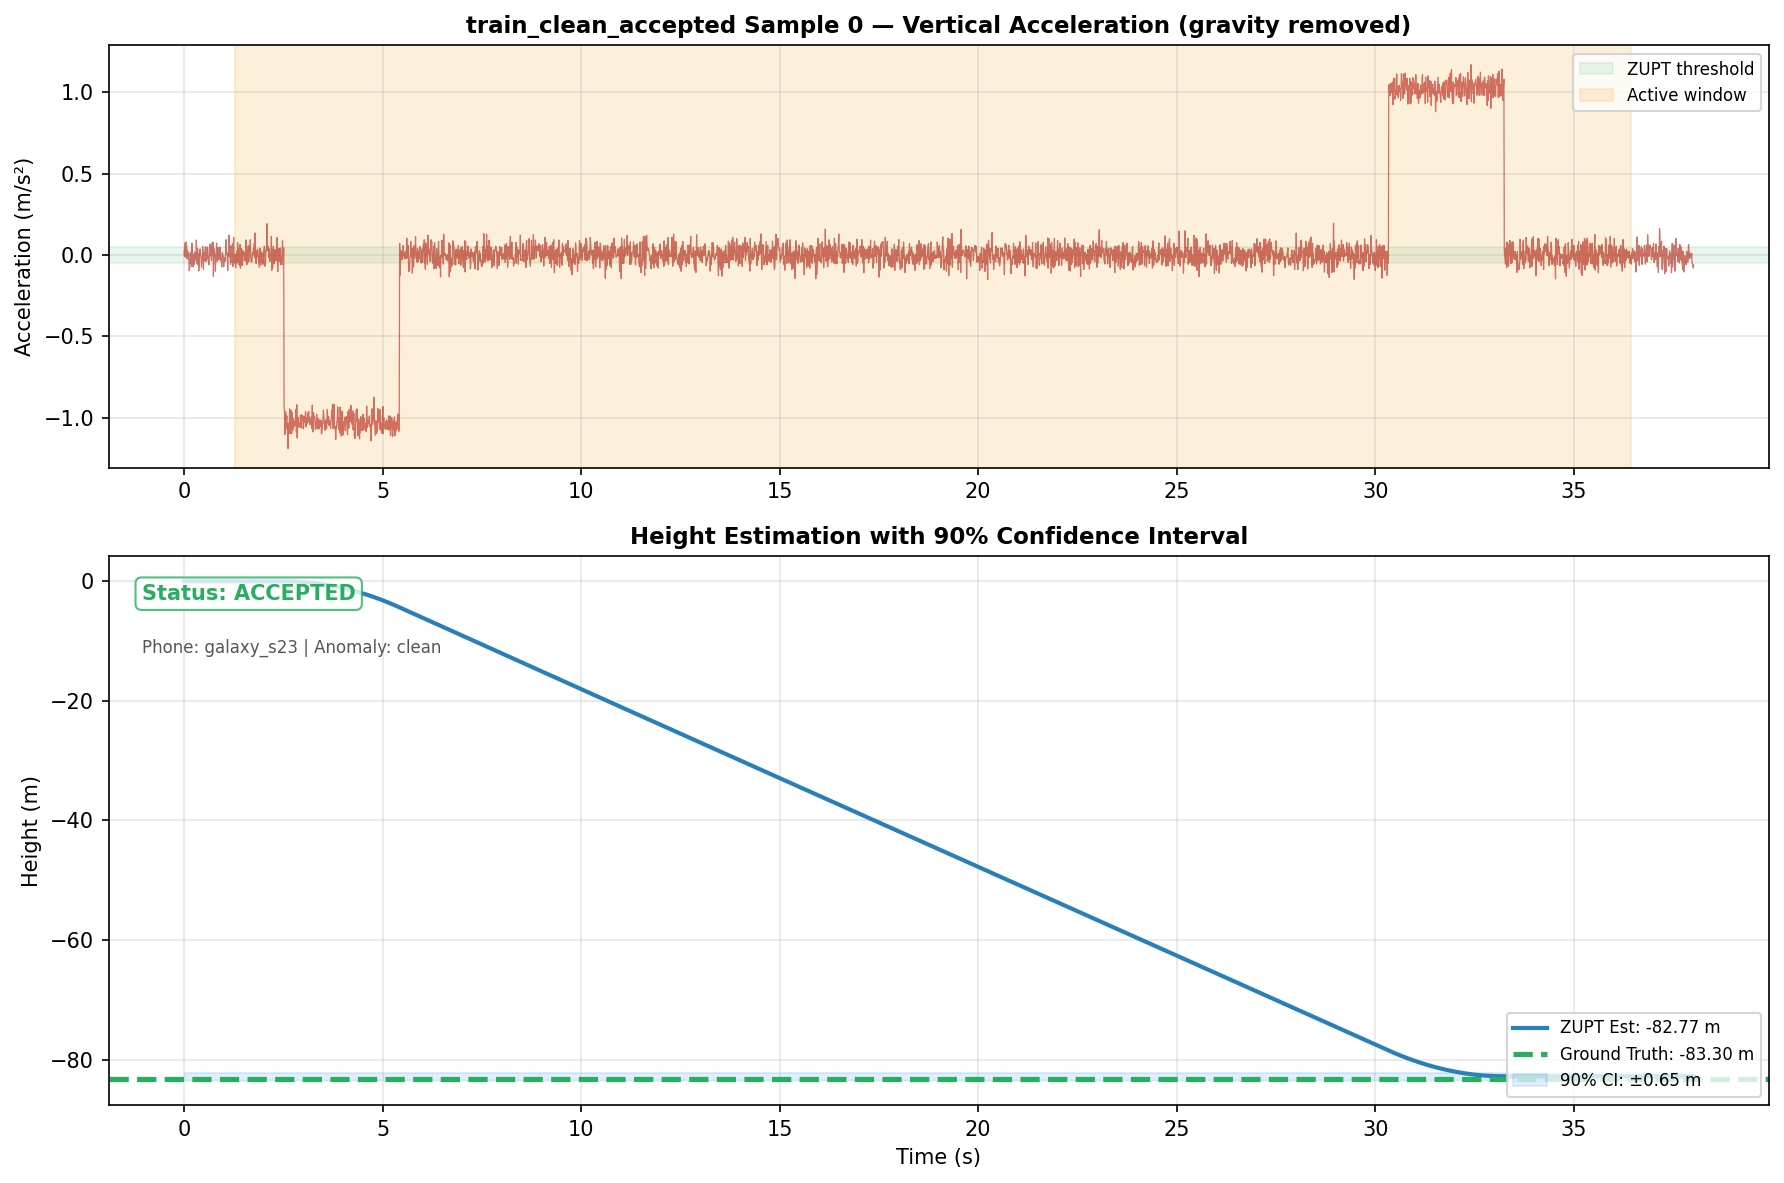 train_clean_accepted Sample 0 — Vertical Acceleration (gravity removed)
Acceleration (m/s²)
1.0
0.5
0.0
−0.5
−1.0
ZUPT threshold
Active window
0 5 10 15 20 25 30 35
Height Estimation with 90% Confidence Interval
Height (m)
0
−20
−40
−60
−80
Status: ACCEPTED
Phone: galaxy_s23 | Anomaly: clean
ZUPT Est: -82.77 m
Ground Truth: -83.30 m
90% CI: ±0.65 m
0 5 10 15 20 25 30 35
Time (s)